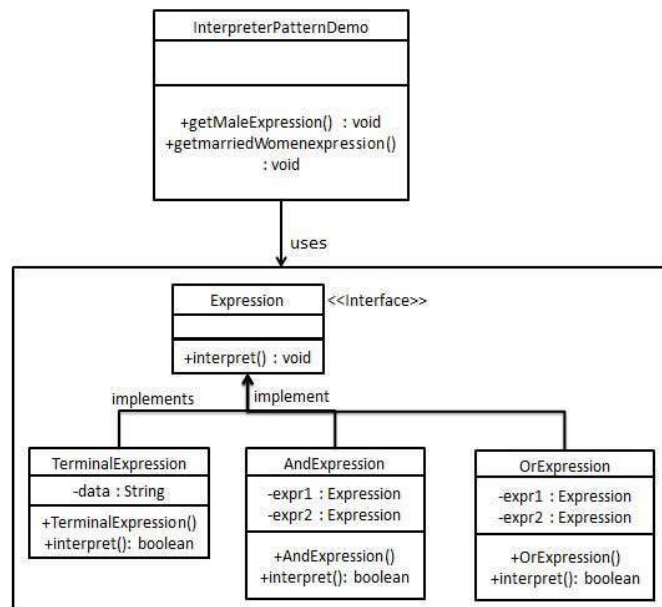 InterpreterPatternDemo
+getMaleExpression() : void
+getmarriedWomenexpression()
: void
uses
Expression
<<Interface>>
+interpret() : void
implements
implement
TerminalExpression
-data : String
+TerminalExpression()
+interpret(): boolean
AndExpression
-expr1 : Expression
-expr2 : Expression
+AndExpression()
+interpret(): boolean
OrExpression
-expr1 : Expression
-expr2 : Expression
+OrExpression()
+interpret(): boolean